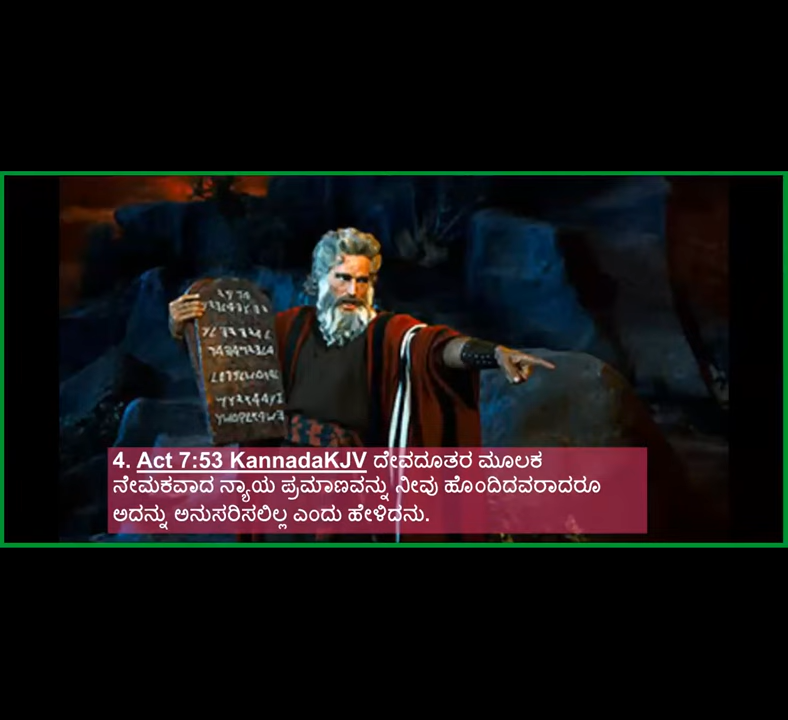 4. Act 7:53 KannadaKJV ದೇವದೂತರ ಮೂಲಕ
ನೇಮಕವಾದ ನ್ಯಾಯ ಪ್ರಮಾಣವನ್ನು ನೀವು ಹೊಂದಿದವರಾದರೂ
ಅದನ್ನು ಅನುಸರಿಸಲಿಲ್ಲ ಎಂದು ಹೇಳಿದನು.